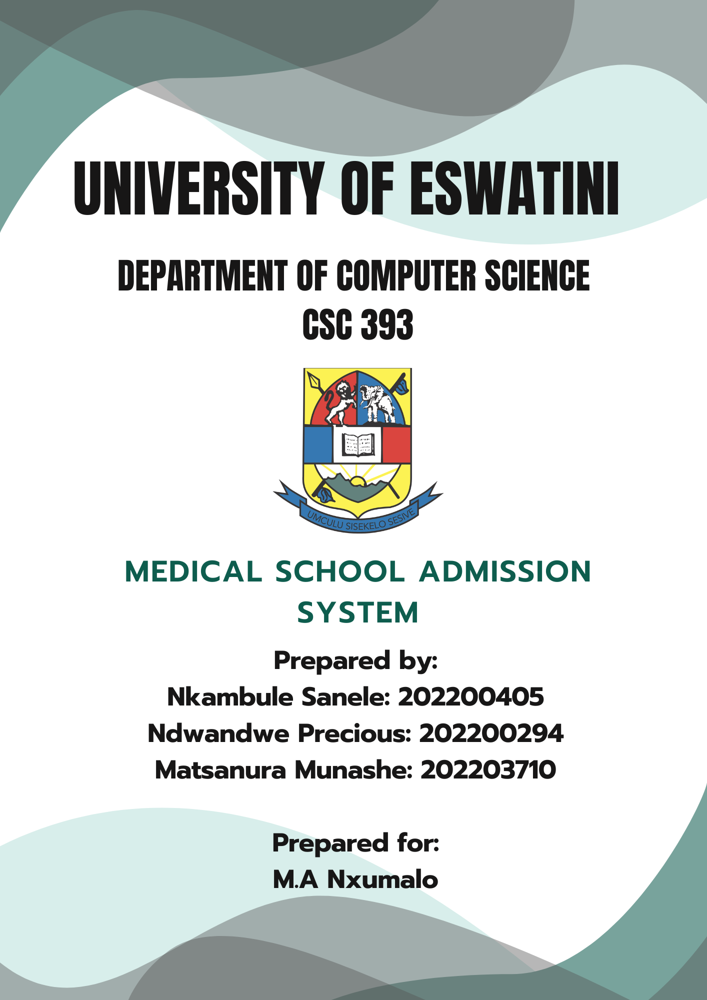 UNIVERSITY OF ESWATINI
DEPARTMENT OF COMPUTER SCIENCE
CSC 393
UMCULU SISEKELO SESIVE
MEDICAL SCHOOL ADMISSION
SYSTEM
Prepared by:
Nkambule Sanele: 202200405
Ndwandwe Precious: 202200294
Matsanura Munashe: 202203710
Prepared for:
M.A Nxumalo